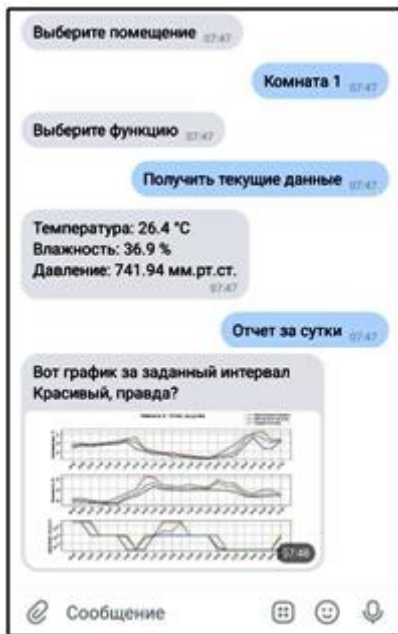 Выберите помещение 07:47
Комната 1 07:47
Выберите функцию 07:47
Получить текущие данные 07:47
Температура: 26.4 °C
Влажность: 36.9 %
Давление: 741.94 мм.рт.ст.
07:47
Отчет за сутки 07:47
Вот график за заданный интервал
Красивый, правда?
07:48
Сообщение